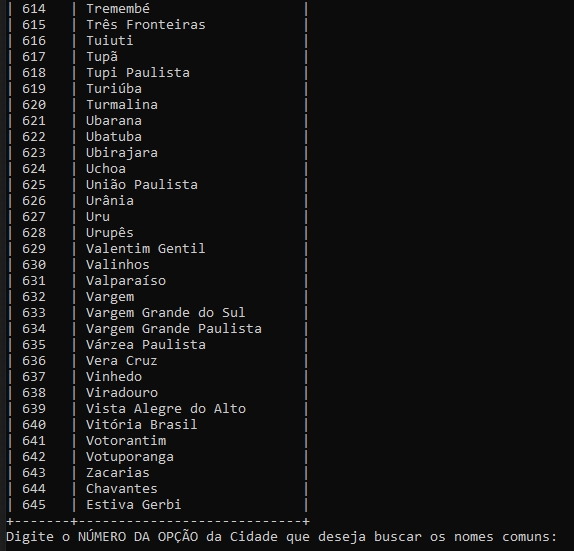 | 614 | Tremembé |
| 615 | Três Fronteiras |
| 616 | Tuiuti |
| 617 | Tupã |
| 618 | Tupi Paulista |
| 619 | Turiúba |
| 620 | Turmalina |
| 621 | Ubarana |
| 622 | Ubatuba |
| 623 | Ubirajara |
| 624 | Uchoa |
| 625 | União Paulista |
| 626 | Urânia |
| 627 | Uru |
| 628 | Urupês |
| 629 | Valentim Gentil |
| 630 | Valinhos |
| 631 | Valparaíso |
| 632 | Vargem |
| 633 | Vargem Grande do Sul |
| 634 | Vargem Grande Paulista |
| 635 | Várzea Paulista |
| 636 | Vera Cruz |
| 637 | Vinhedo |
| 638 | Viradouro |
| 639 | Vista Alegre do Alto |
| 640 | Vitória Brasil |
| 641 | Votorantim |
| 642 | Votuporanga |
| 643 | Zacarias |
| 644 | Chavantes |
| 645 | Estiva Gerbi |
+-------+----------------------------+
Digite o NÚMERO DA OPÇÃO da Cidade que deseja buscar os nomes comuns: